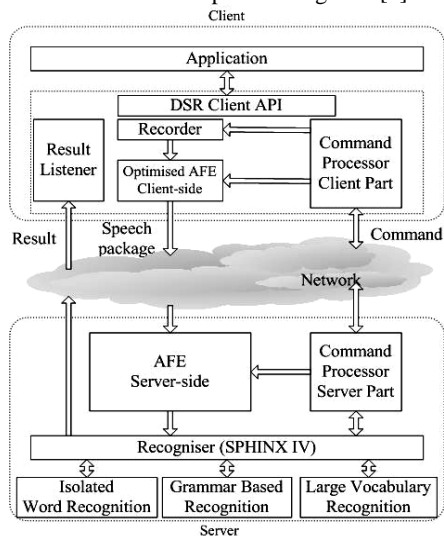 Client
Application
DSR Client API
Recorder
Result
Listener
Optimised AFE
Client-side
Command
Processor
Client Part
Result
Speech
package
Command
Network
AFE
Server-side
Command
Processor
Server Part
Recogniser (SPHINX IV)
Isolated
Word Recognition
Grammar Based
Recognition
Large Vocabulary
Recognition
Server